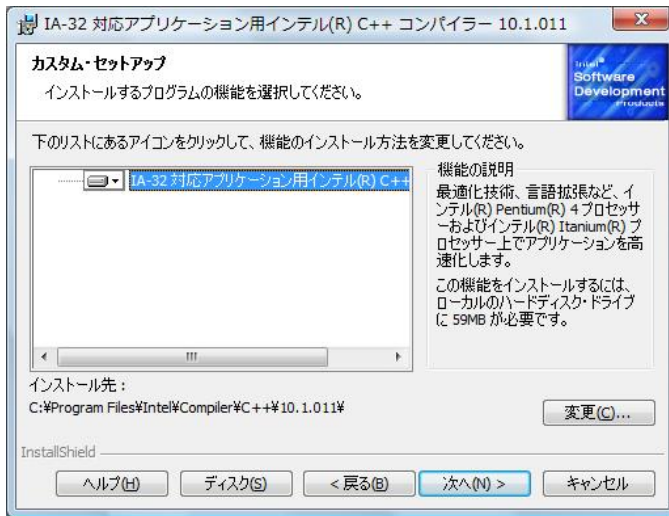 IA-32 対応アプリケーション用インテル(R) C++ コンパイラー 10.1.011
カスタム・セットアップ
インストールするプログラムの機能を選択してください。
Intel®
Software
Development
Products
下のリストにあるアイコンをクリックして、機能のインストール方法を変更してください。
IA-32 対応アプリケーション用インテル(R) C++
機能の説明
最適化技術、言語拡張など、イ
ンテル(R) Pentium(R) 4 プロセッサ
ーおよびインテル(R) Itanium(R) プ
ロセッサー上でアプリケーションを高
速化します。
この機能をインストールするには、
ローカルのハードディスク・ドライブ
に 59MB が必要です。
インストール先 :
C:¥Program Files¥Intel¥Compiler¥C++¥10.1.011¥
変更(C)...
InstallShield
ヘルプ(H)
ディスク(S)
< 戻る(B)
次へ(N) >
キャンセル